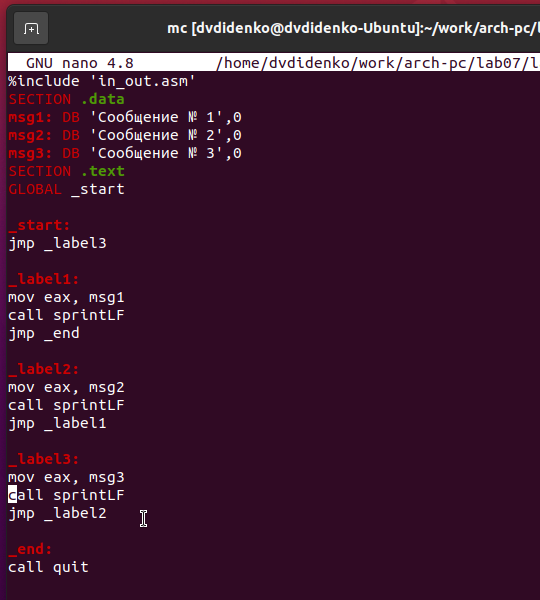 mc [dvdidenko@dvdidenko-Ubuntu]:~/work/arch-pc/
GNU nano 4.8 /home/dvdidenko/work/arch-pc/lab07/l
%include 'in_out.asm'
SECTION .data
msg1: DB 'Сообщение № 1',0
msg2: DB 'Сообщение № 2',0
msg3: DB 'Сообщение № 3',0
SECTION .text
GLOBAL _start
_start:
jmp _label3
_label1:
mov eax, msg1
call sprintLF
jmp _end
_label2:
mov eax, msg2
call sprintLF
jmp _label1
_label3:
mov eax, msg3
call sprintLF
jmp _label2
_end:
call quit